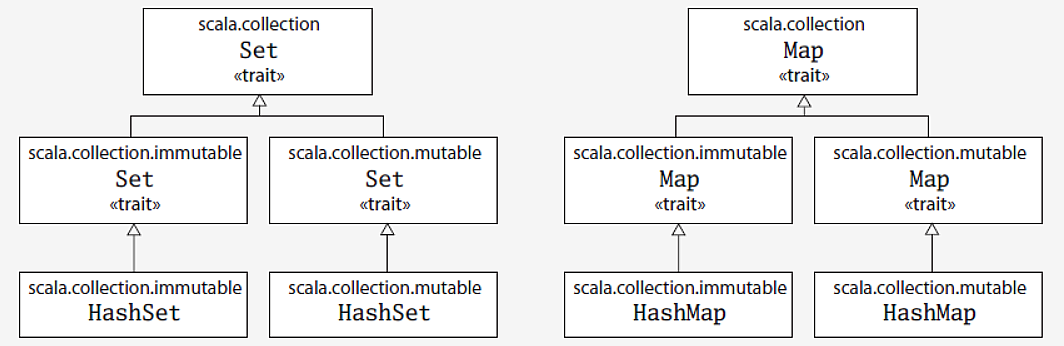 scala.collection
Set
«trait»
scala.collection.immutable
Set
«trait»
scala.collection.mutable
Set
«trait»
scala.collection.immutable
HashSet
scala.collection.mutable
HashSet
scala.collection
Map
«trait»
scala.collection.immutable
Map
«trait»
scala.collection.mutable
Map
«trait»
scala.collection.immutable
HashMap
scala.collection.mutable
HashMap